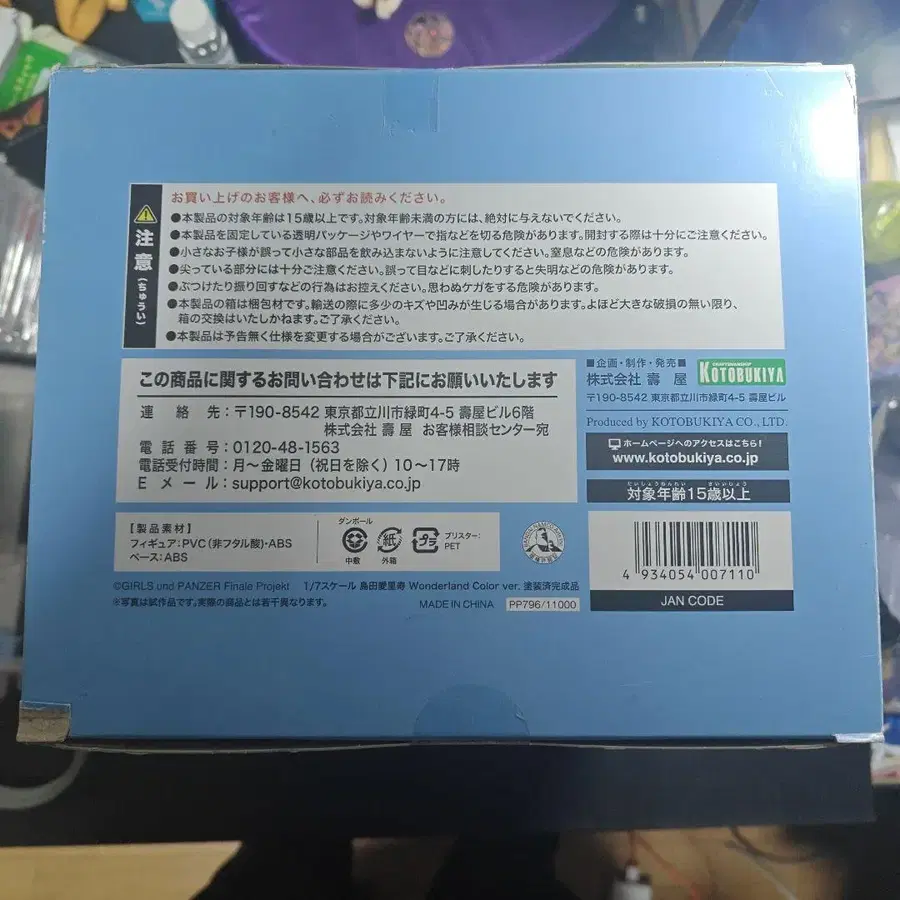 お買い上げのお客様へ、必ずお読みください。
注意(ちゅうい)
●本製品の対象年齢は15歳以上です。対象年齢未満の方には、絶対に与えないでください。
●本製品を固定している透明パッケージやワイヤーで指などを切る危険があります。開封する際は十分にご注意ください。
●小さなお子様が誤って小さな部品を飲み込まないように注意してください。窒息などの危険があります。
●尖っている部分には十分ご注意ください。誤って目などに刺したりすると失明などの危険があります。
●ぶつけたり振り回すなどの行為はお控えください。思わぬケガをする危険があります。
●本製品の箱は梱包材です。輸送の際に多少のキズや凹みが生じる場合があります。よほど大きな破損の無い限り、
箱の交換はいたしかねます。ご了承ください。
●本製品は予告無く仕様を変更する場合がございます。ご了承ください。
この商品に関するお問い合わせは下記にお願いいたします
連絡先:〒190-8542 東京都立川市緑町4-5 壽屋ビル6階
株式会社 壽屋 お客様相談センター宛
電話番号:0120-48-1563
電話受付時間:月〜金曜日(祝日を除く)10〜17時
Eメール:support@kotobukiya.co.jp
■企画・制作・発売■
株式会社 壽屋
KOTOBUKIYA
〒190-8542 東京都立川市緑町4-5 壽屋ビル
Produced by KOTOBUKIYA CO., LTD.
ホームページへのアクセスはこちら!
www.kotobukiya.co.jp
たいしょうねんれい さいいじょう
対象年齢15歳以上
【製品素材】
フィギュア:PVC(非フタル酸)・ABS
ベース:ABS
ダンボール
中敷
紙
外箱
プラ
ブリスター:
PET
4 934054 007110
JAN CODE
©GIRLS und PANZER Finale Projekt
1/7スケール 島田愛里寿 Wonderland Color ver. 塗装済完成品
※写真は試作品です。実際の商品とは若干異なります。
MADE IN CHINA
PP796/11000